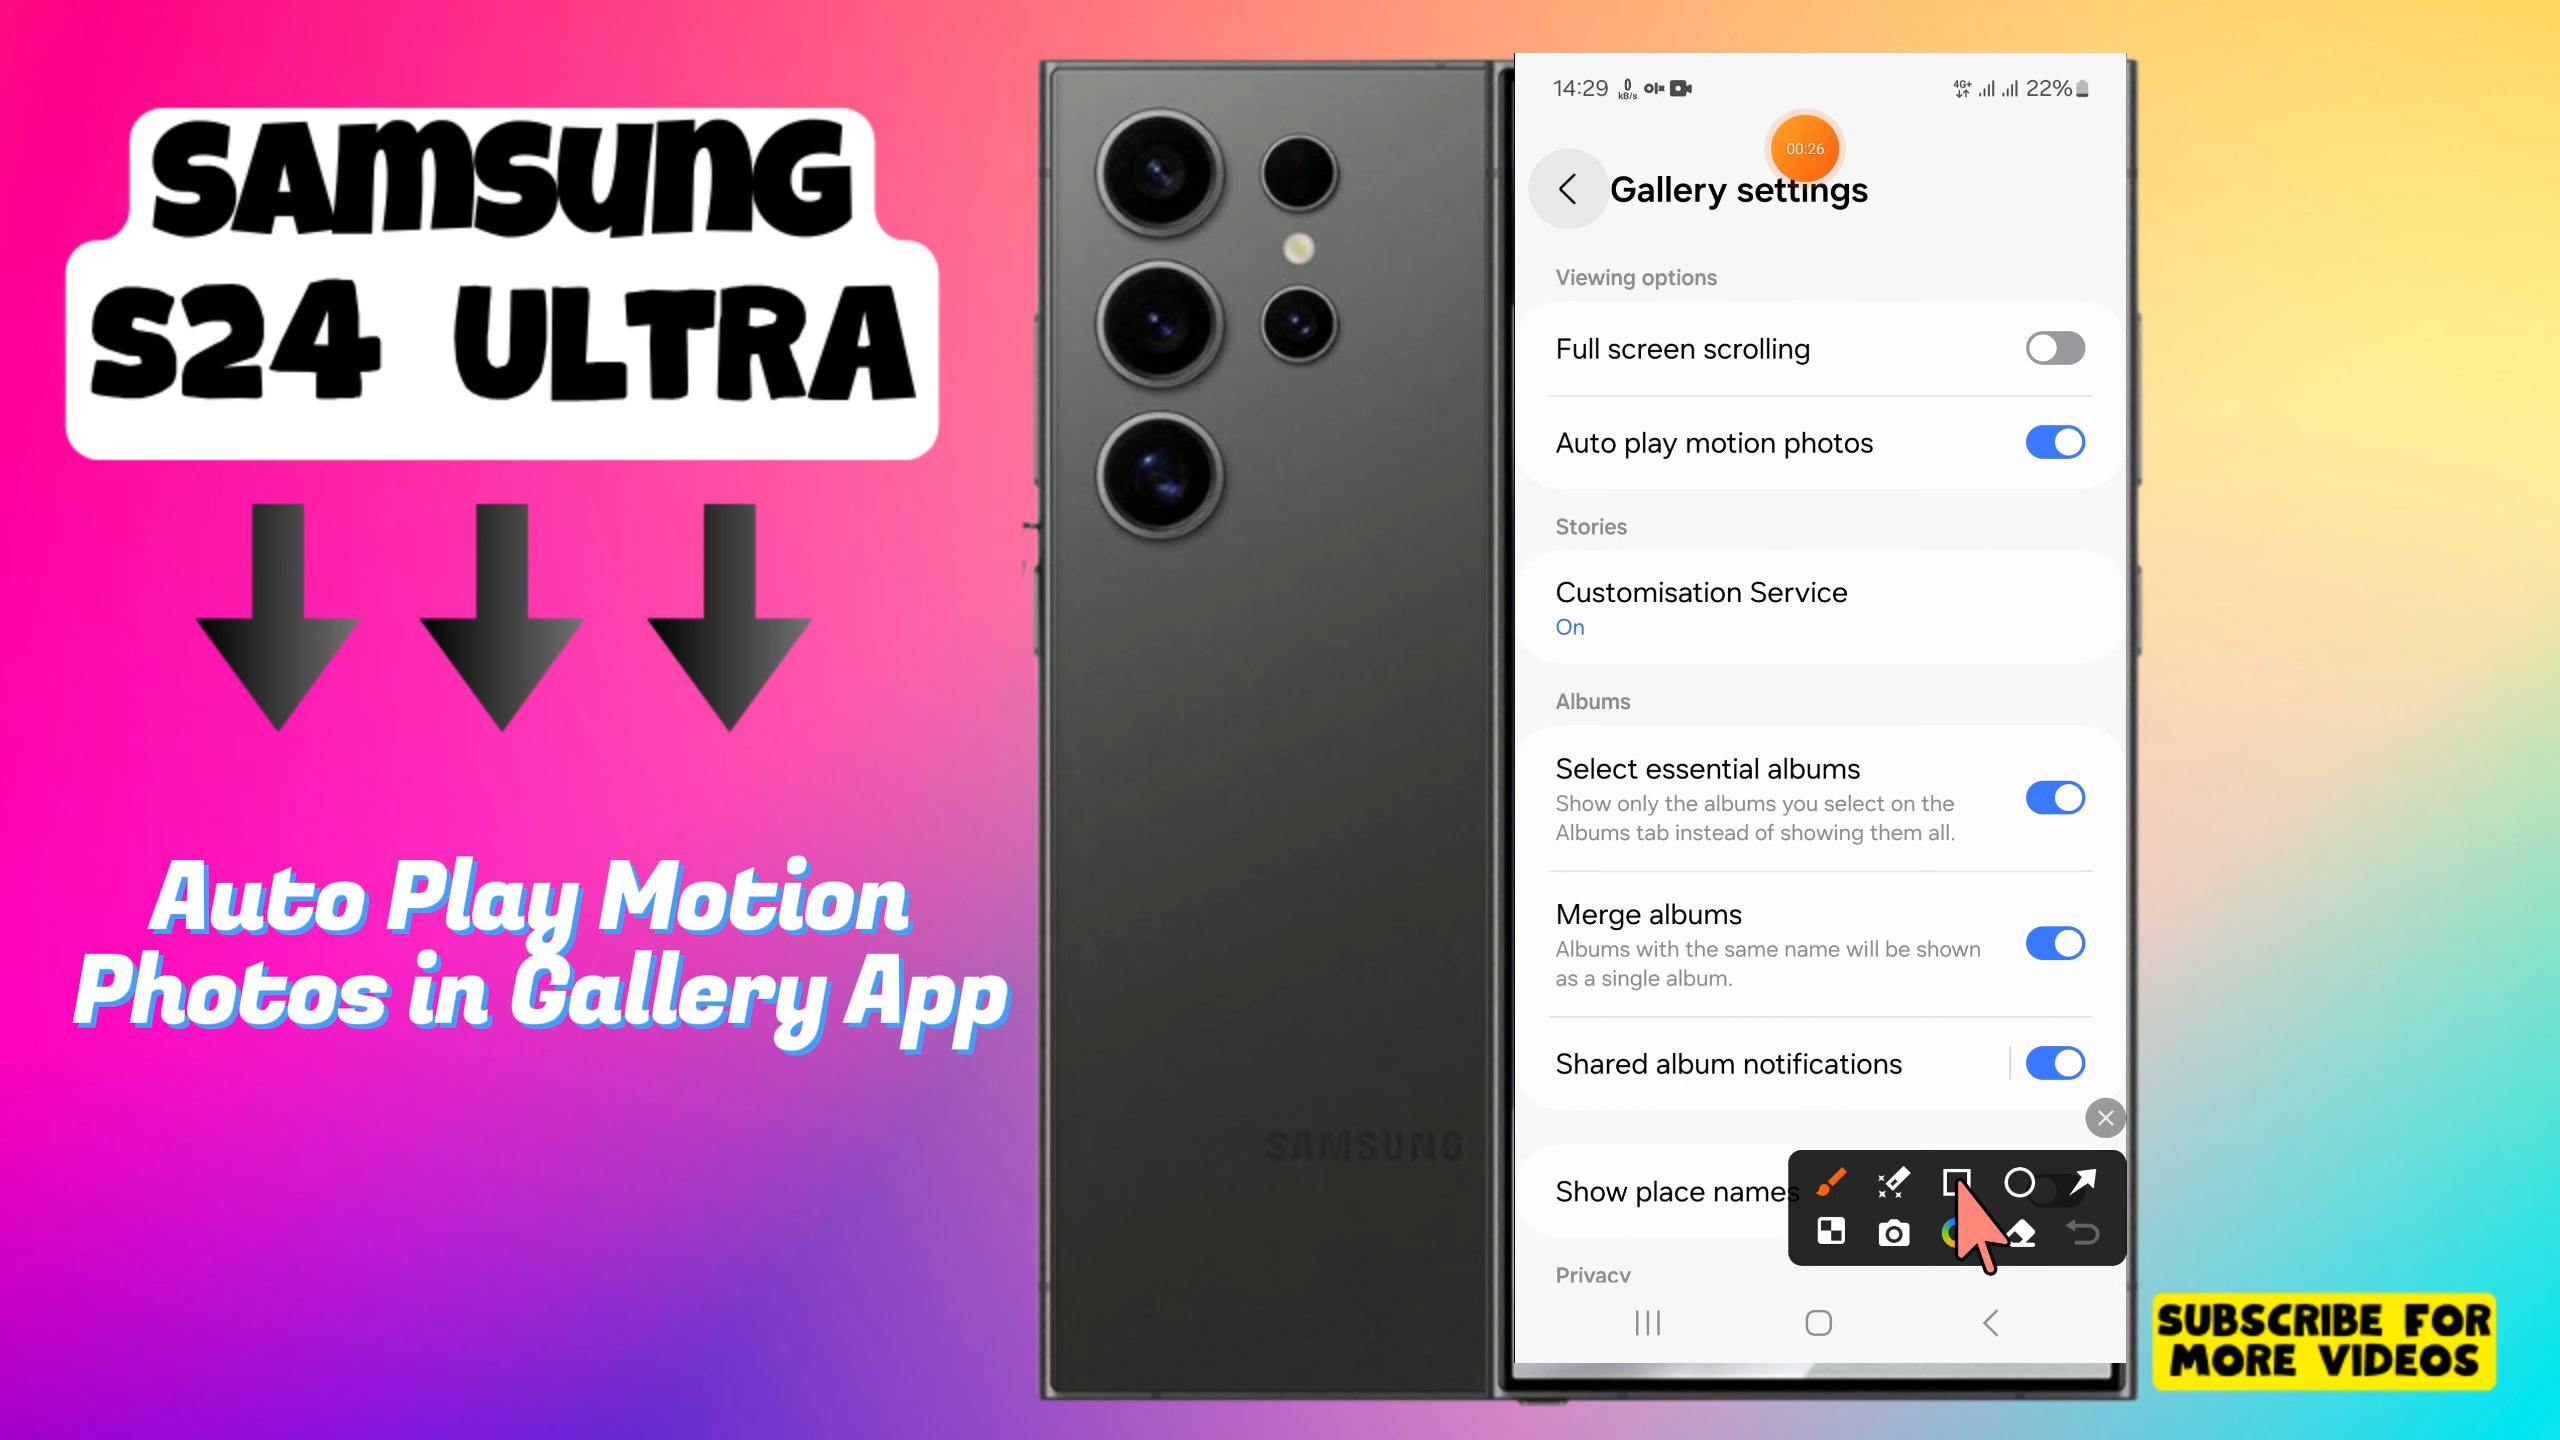 SAMSUNG
S24 ULTRA
Auto Play Motion
Photos in Gallery App
SAMSUNG
14:29 0 kB/s 4G+ 22%
00:26
Gallery settings
Viewing options
Full screen scrolling
Auto play motion photos
Stories
Customisation Service
On
Albums
Select essential albums
Show only the albums you select on the
Albums tab instead of showing them all.
Merge albums
Albums with the same name will be shown
as a single album.
Shared album notifications
Show place names
Privacy
SUBSCRIBE FOR
MORE VIDEOS